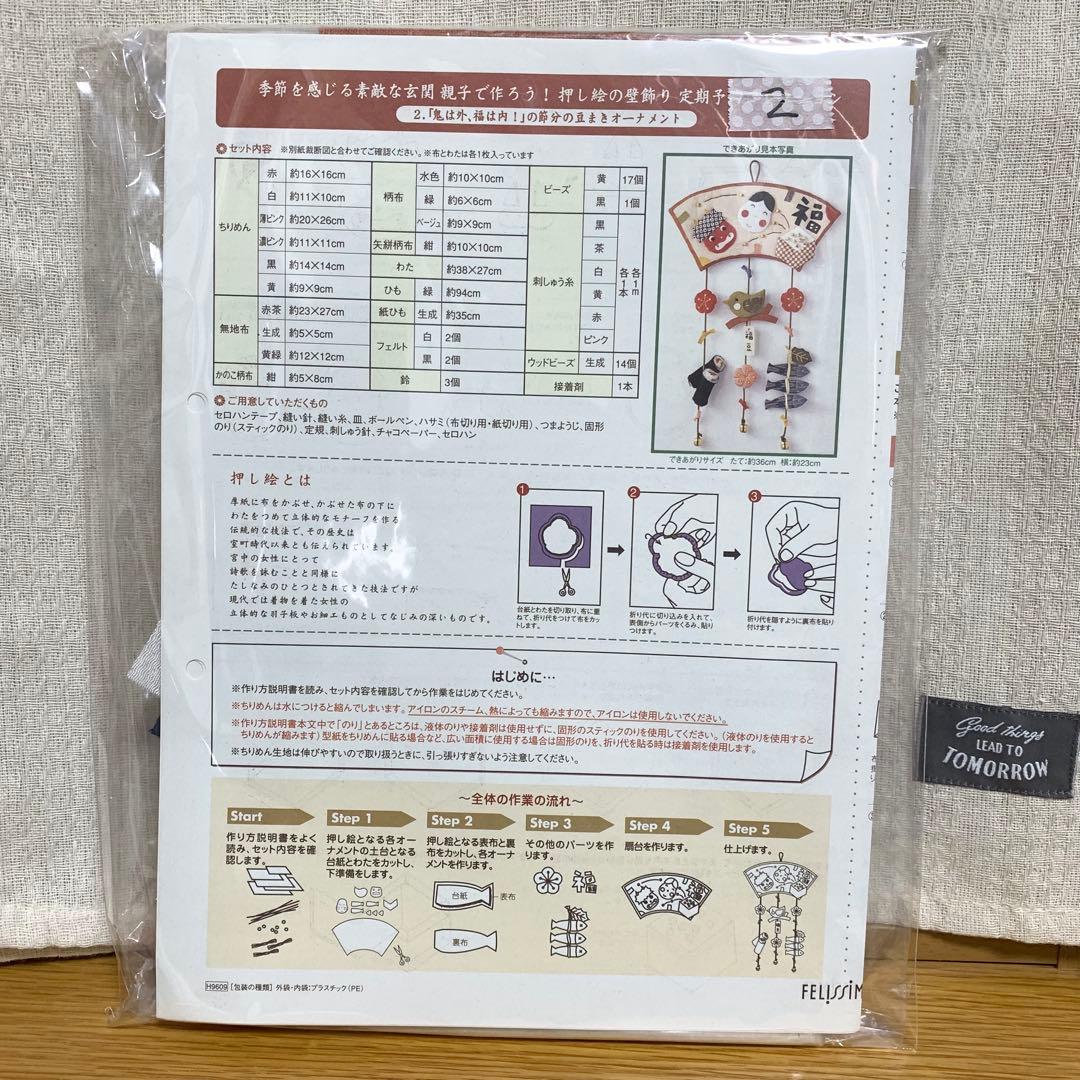 季節を感じる素敵な玄関 親子で作ろう! 押し絵の壁飾り 定期予
2
2.「鬼は外、福は内!」の節分の豆まきオーナメント
セット内容 ※別紙裁断図と合わせてご確認ください。※布とわたは各1枚入っています
ちりめん
赤 約16×16cm
白 約11×10cm
薄ピンク 約20×26cm
濃ピンク 約11×11cm
黒 約14×14cm
黄 約9×9cm
無地布
赤茶 約23×27cm
生成 約5×5cm
黄緑 約12×12cm
かのこ柄布 紺 約5×8cm
柄布
水色 約10×10cm
緑 約6×6cm
ベージュ 約9×9cm
矢絣柄布 紺 約10×10cm
わた 約38×27cm
ひも 緑 約94cm
紙ひも 生成 約35cm
フェルト
白 2個
黒 2個
鈴 3個
ビーズ
黄 17個
黒 1個
刺しゅう糸
黒
茶
白
黄
赤
ピンク
各1m
各1本
ウッドビーズ 生成 14個
接着剤 1本
できあがり見本写真
福
福豆
できあがりサイズ たて:約36cm 横:約23cm
ご用意していただくもの
セロハンテープ、縫い針、縫い糸、皿、ボールペン、ハサミ(布切り用・紙切り用)、つまようじ、固形
のり(スティックのり)、定規、刺しゅう針、チャコペーパー、セロハン
押し絵とは
厚紙に布をかぶせ、かぶせた布の下に
わたをつめて立体的なモチーフを作る
伝統的な技法で、その歴史は
室町時代以来とも伝えられています。
宮中の女性にとって
詩歌を詠むことと同様に
たしなみのひとつとされてきた技法ですが
現代では着物を着た女性の
立体的な羽子板やお細工ものとしてなじみの深いものです。
1
台紙とわたを切り取り、布に重
ねて、折り代をつけて布をカッ
トします。
2
折り代に切り込みを入れて、
表側からパーツをくるみ、貼り
つけます。
3
折り代を隠すように裏布を貼り
付けます。
はじめに…
※作り方説明書を読み、セット内容を確認してから作業をはじめてください。
※ちりめんは水につけると縮んでしまいます。アイロンのスチーム、熱によっても縮みますので、アイロンは使用しないでください。
※作り方説明書本文中で「のり」とあるところは、液体のりや接着剤は使用せずに、固形のスティックのりを使用してください。(液体のりを使用すると
ちりめんが縮みます)型紙をちりめんに貼る場合など、広い面積に使用する場合は固形のりを、折り代を貼る時は接着剤を使用します。
※ちりめん生地は伸びやすいので取り扱うときに、引っ張りすぎないよう注意してください。
〜全体の作業の流れ〜
Start
作り方説明書をよく
読み、セット内容を確
認します。
Step 1
押し絵となる各オー
ナメントの土台となる
台紙とわたをカットし、
下準備をします。
Step 2
押し絵となる表布と裏
布をカットし、各オーナ
メントを作ります。
台紙
表布
裏布
Step 3
その他のパーツを作
ります。
福
Step 4
扇台を作ります。
Step 5
仕上げます。
H9609 [包装の種類] 外袋・内袋:プラスチック(PE)
FELISSIM
Good things
LEAD TO
TOMORROW